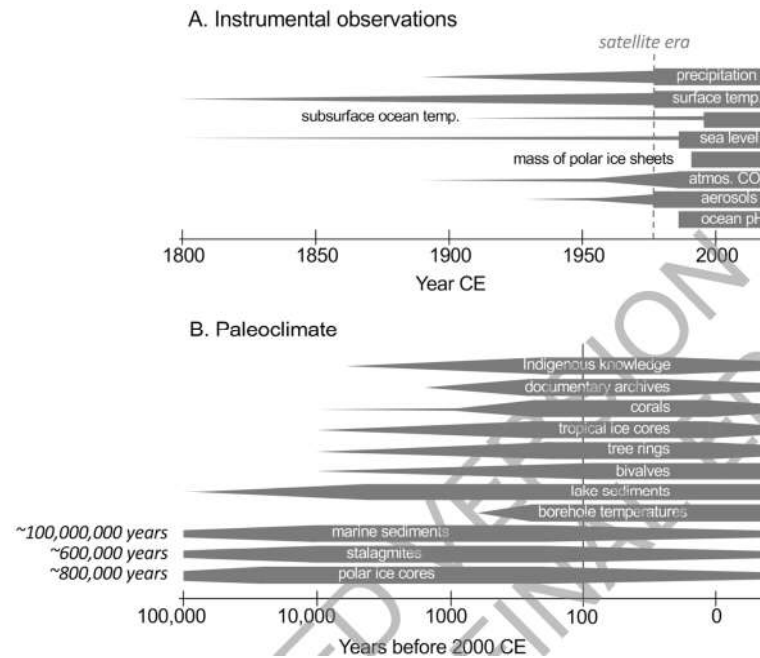 A. Instrumental observations
satellite era
precipitation
surface temp.
subsurface ocean temp.
sea level
mass of polar ice sheets
atmos. CO
aerosols
ocean pH
1800 1850 1900 1950 2000
Year CE
B. Paleoclimate
Indigenous knowledge
documentary archives
corals
tropical ice cores
tree rings
bivalves
lake sediments
borehole temperatures
~100,000,000 years marine sediments
~600,000 years stalagmites
~800,000 years polar ice cores
100,000 10,000 1000 100 0
Years before 2000 CE
VERSION